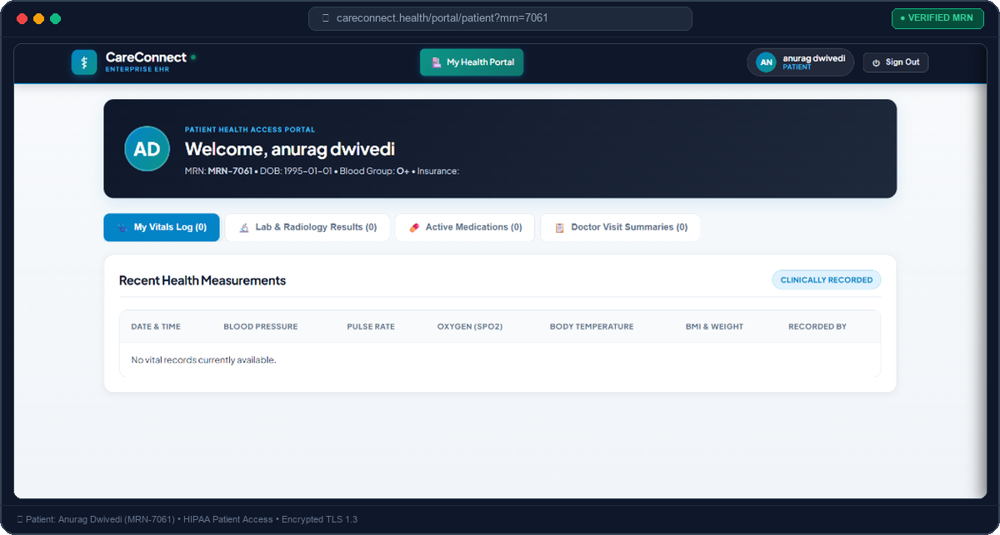 careconnect.health/portal/patient?mrn=7061
● VERIFIED MRN
CareConnect
ENTERPRISE EHR
My Health Portal
AN
anurag dwivedi
PATIENT
Sign Out
AD
PATIENT HEALTH ACCESS PORTAL
Welcome, anurag dwivedi
MRN: MRN-7061 • DOB: 1995-01-01 • Blood Group: O+ • Insurance:
My Vitals Log (0)
Lab & Radiology Results (0)
Active Medications (0)
Doctor Visit Summaries (0)
Recent Health Measurements
CLINICALLY RECORDED
DATE & TIME BLOOD PRESSURE PULSE RATE OXYGEN (SPO2) BODY TEMPERATURE BMI & WEIGHT RECORDED BY
No vital records currently available.
Patient: Anurag Dwivedi (MRN-7061) • HIPAA Patient Access • Encrypted TLS 1.3